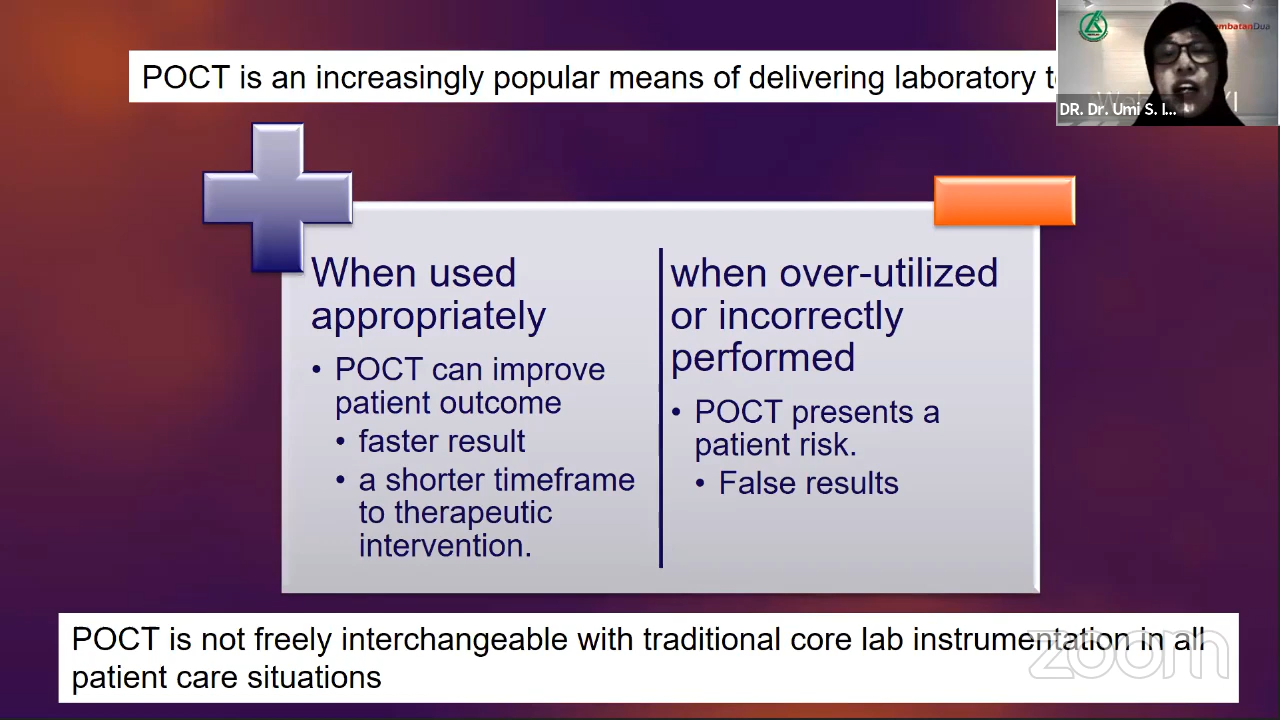 POCT is an increasingly popular means of delivering laboratory
mbatanDua
DR. Dr. Umi S. I...
When used
appropriately
• POCT can improve
patient outcome
• faster result
• a shorter timeframe
to therapeutic
intervention.
when over-utilized
or incorrectly
performed
• POCT presents a
patient risk.
• False results
POCT is not freely interchangeable with traditional core lab instrumentation in all
patient care situations
zoom